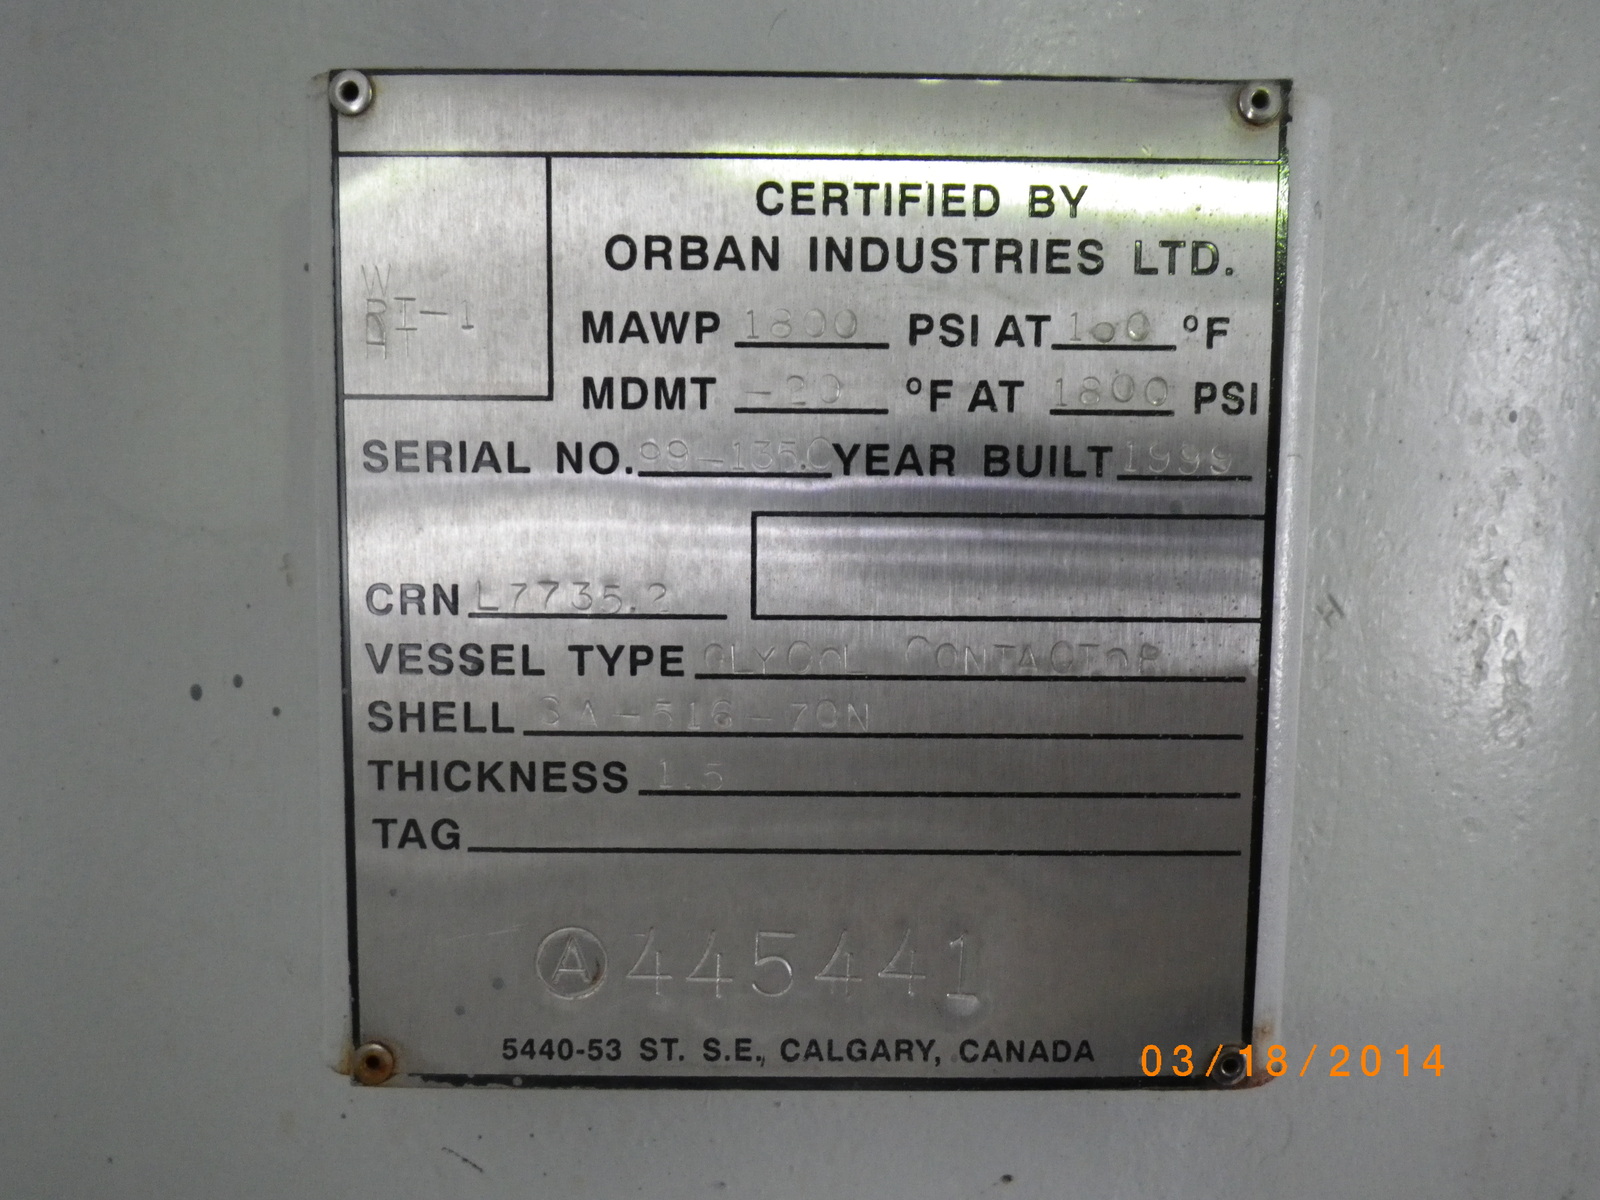 CERTIFIED BY
ORBAN INDUSTRIES LTD.
W
RT-1
HT
MAWP 1800 PSI AT 100 °F
MDMT -20 °F AT 1800 PSI
SERIAL NO. 99-1350 YEAR BUILT 1999
CRN L7735.2
VESSEL TYPE GLYCOL CONTACTOR
SHELL SA-516-70N
THICKNESS 1.5
TAG
A 445441
5440-53 ST. S.E., CALGARY, CANADA
03/18/2014